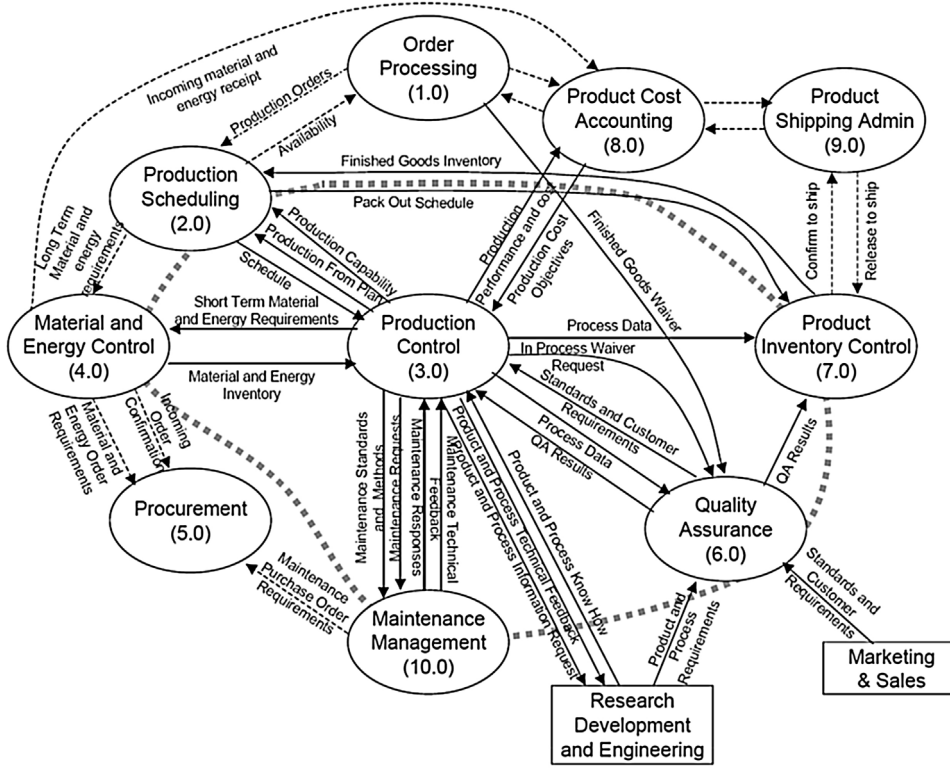 Order
Processing
(1.0)
Product Cost
Accounting
(8.0)
Product
Shipping Admin
(9.0)
Incoming material and
energy receipt
Production Orders
Availability
Production
Scheduling
(2.0)
Finished Goods Inventory
Pack Out Schedule
Confirm to ship
Release to ship
Long Term
Material and
energy
requirements
Production Capability
Production From Plan
Schedule
Production
Performance and
Production Cost
Objectives
Finished Goods Waiver
Material and
Energy Control
(4.0)
Short Term Material
and Energy Requirements
Material and Energy
Inventory
Production
Control
(3.0)
Process Data
In Process Waiver
Request
Standards and Customer
Requirements
Process Data
QA Results
Product
Inventory Control
(7.0)
Material and
Energy Order
Requirements
Incoming
Order
Confirmation
Procurement
(5.0)
Maintenance Standards
and Methods
Maintenance Requests
Maintenance Responses
Maintenance Technical
Feedback
Product and Process Technical Feedback
Product and Process Information Request
Product and Process Know How
Quality
Assurance
(6.0)
QA Results
Maintenance
Purchase Order
Requirements
Maintenance
Management
(10.0)
Product and
Process
Requirements
Standards and
Customer
Requirements
Marketing
& Sales
Research
Development
and Engineering